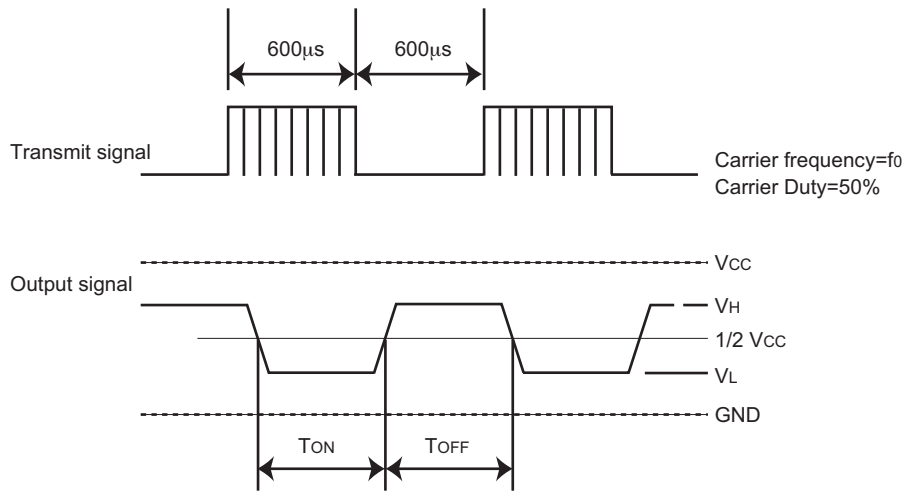 600μs
600μs
Transmit signal
Carrier frequency=f0
Carrier Duty=50%
VCC
Output signal
VH
1/2 VCC
VL
GND
TON
TOFF